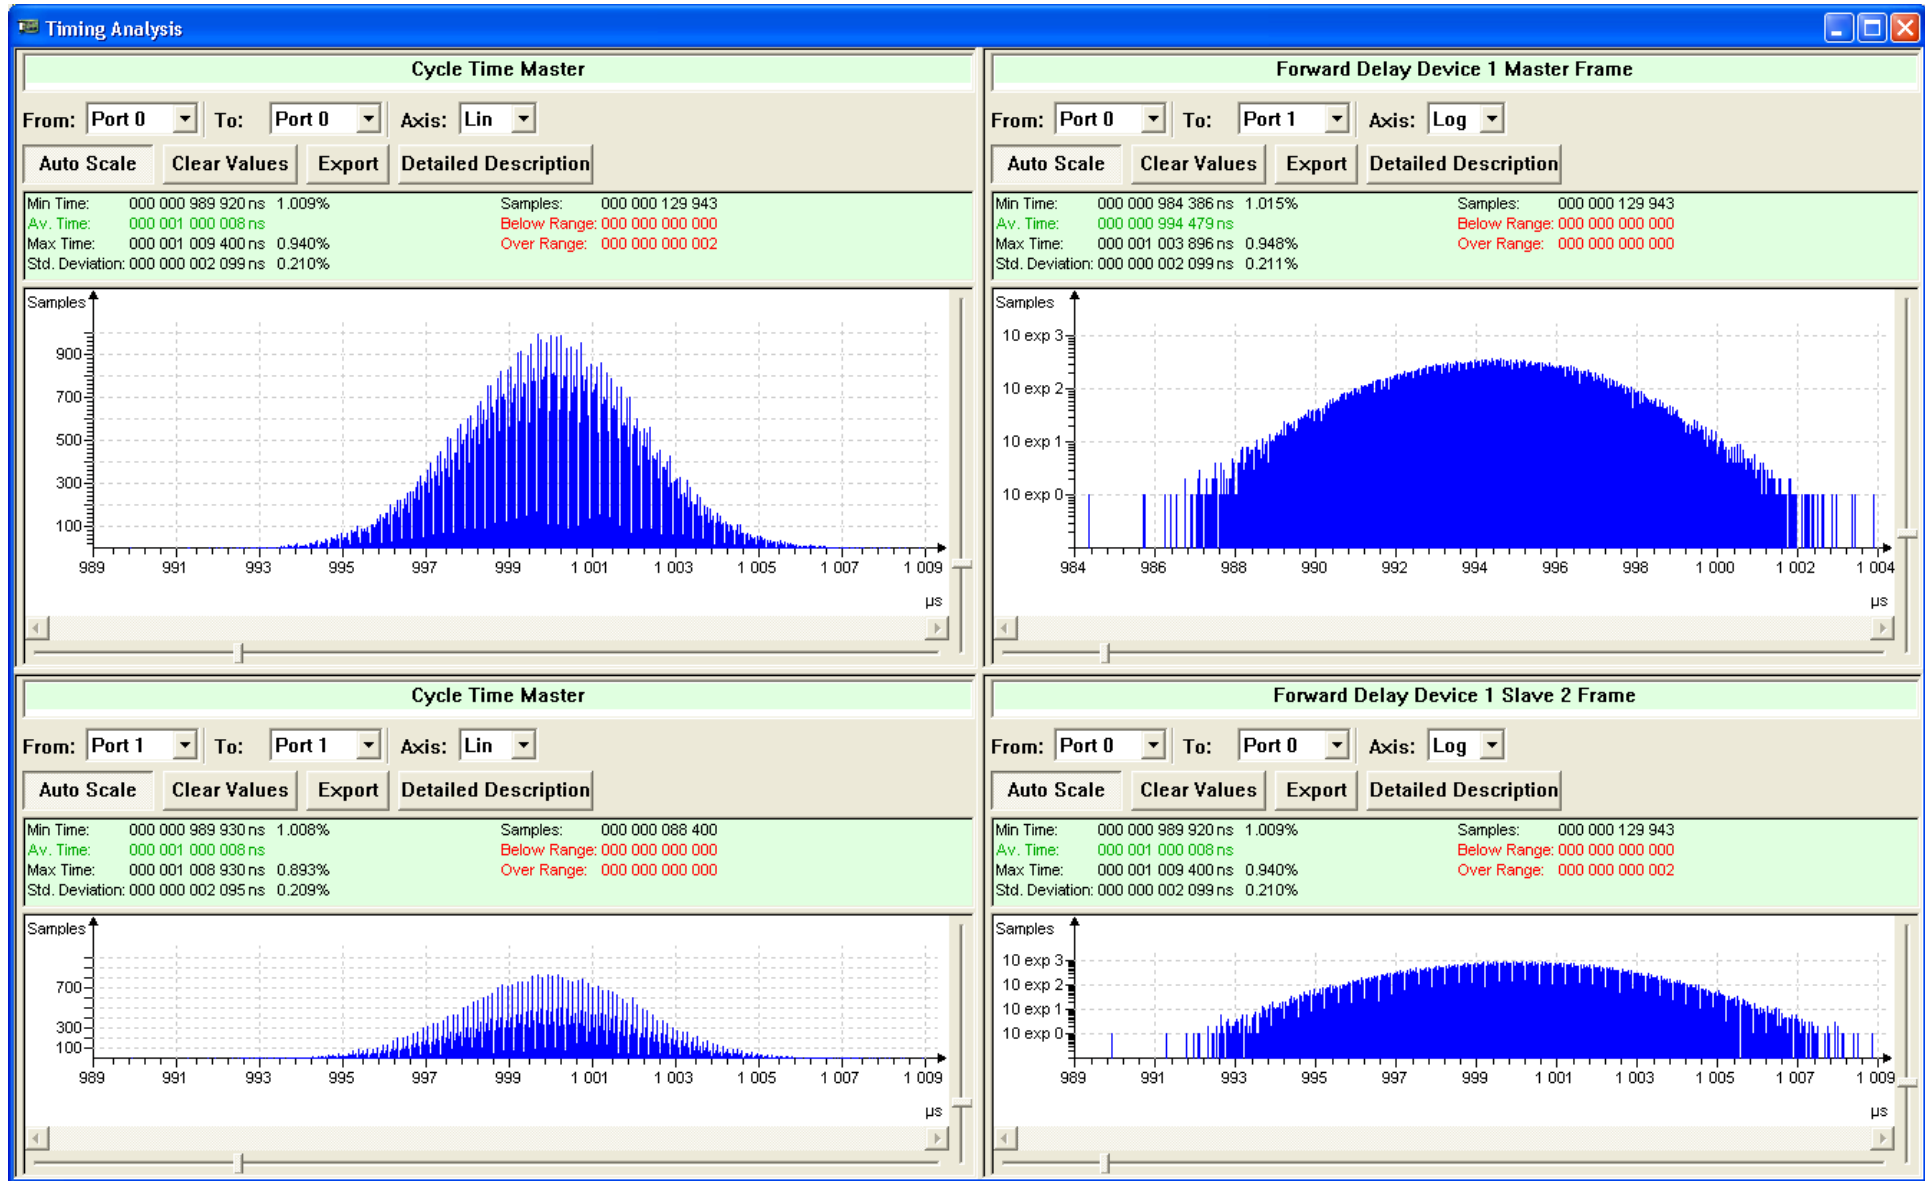 Timing Analysis
Cycle Time Master
From: Port 0 To: Port 0 Axis: Lin
Auto Scale Clear Values Export Detailed Description
Min Time: 000 000 989 920 ns 1.009% Samples: 000 000 129 943
Av. Time: 000 001 000 008 ns Below Range: 000 000 000 000
Max Time: 000 001 009 400 ns 0.940% Over Range: 000 000 000 002
Std. Deviation: 000 000 002 099 ns 0.210%
Samples
900
700
500
300
100
989 991 993 995 997 999 1 001 1 003 1 005 1 007 1 009
µs
Forward Delay Device 1 Master Frame
From: Port 0 To: Port 1 Axis: Log
Auto Scale Clear Values Export Detailed Description
Min Time: 000 000 984 386 ns 1.015% Samples: 000 000 129 943
Av. Time: 000 000 994 479 ns Below Range: 000 000 000 000
Max Time: 000 001 003 896 ns 0.948% Over Range: 000 000 000 000
Std. Deviation: 000 000 002 099 ns 0.211%
Samples
10 exp 3
10 exp 2
10 exp 1
10 exp 0
984 986 988 990 992 994 996 998 1 000 1 002 1 004
µs
Cycle Time Master
From: Port 1 To: Port 1 Axis: Lin
Auto Scale Clear Values Export Detailed Description
Min Time: 000 000 989 930 ns 1.008% Samples: 000 000 088 400
Av. Time: 000 001 000 008 ns Below Range: 000 000 000 000
Max Time: 000 001 008 930 ns 0.893% Over Range: 000 000 000 000
Std. Deviation: 000 000 002 095 ns 0.209%
Samples
700
300
100
989 991 993 995 997 999 1 001 1 003 1 005 1 007 1 009
µs
Forward Delay Device 1 Slave 2 Frame
From: Port 0 To: Port 0 Axis: Log
Auto Scale Clear Values Export Detailed Description
Min Time: 000 000 989 920 ns 1.009% Samples: 000 000 129 943
Av. Time: 000 001 000 008 ns Below Range: 000 000 000 000
Max Time: 000 001 009 400 ns 0.940% Over Range: 000 000 000 002
Std. Deviation: 000 000 002 099 ns 0.210%
Samples
10 exp 3
10 exp 2
10 exp 1
10 exp 0
989 991 993 995 997 999 1 001 1 003 1 005 1 007 1 009
µs